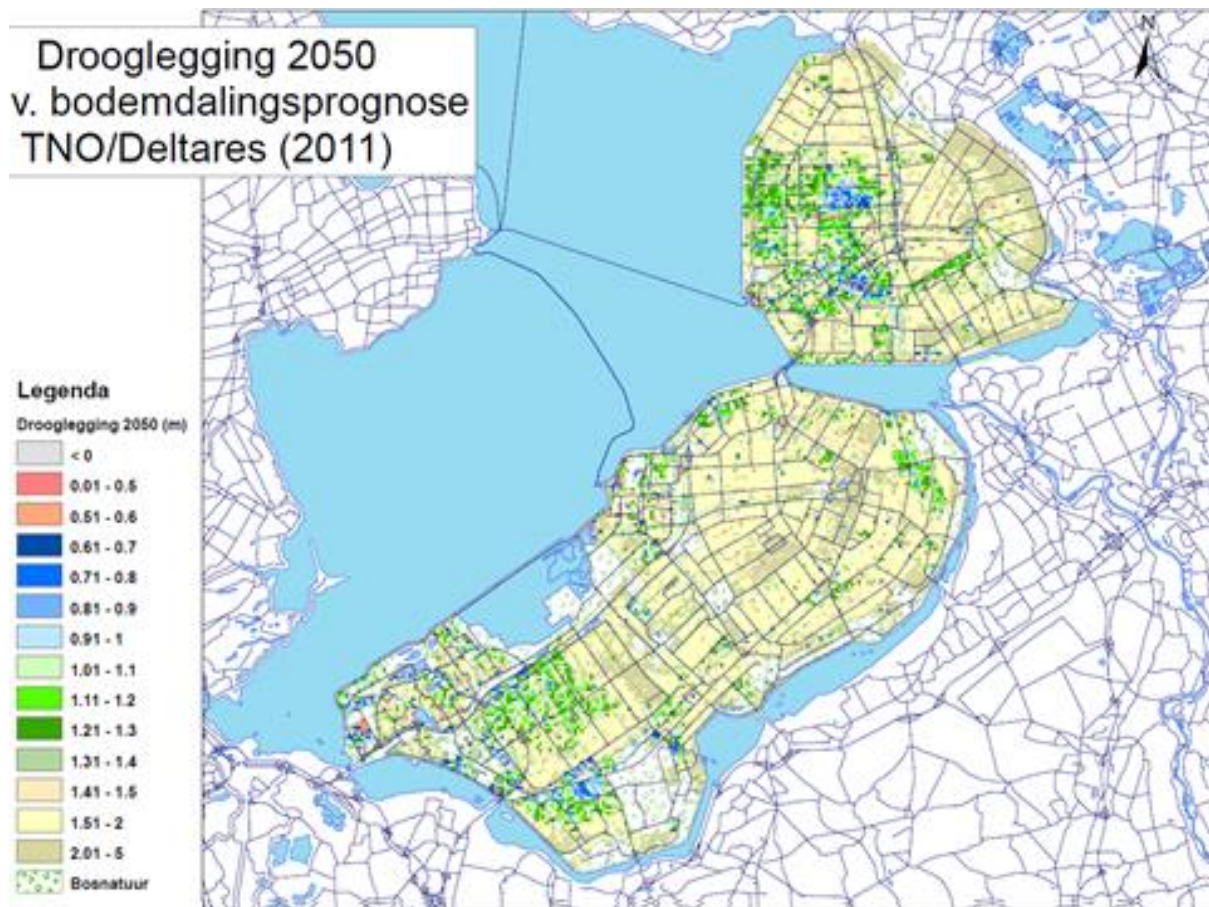 Drooglegging 2050
v. bodemdalingsprognose
TNO/Deltares (2011)
N
Legenda
Drooglegging 2050 (m)
< 0
0.01 - 0.5
0.51 - 0.6
0.61 - 0.7
0.71 - 0.8
0.81 - 0.9
0.91 - 1
1.01 - 1.1
1.11 - 1.2
1.21 - 1.3
1.31 - 1.4
1.41 - 1.5
1.51 - 2
2.01 - 5
Bosnatuur